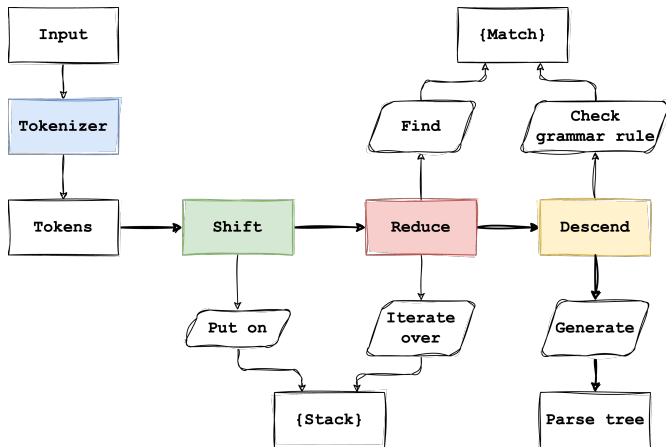 Input
{Match}
Tokenizer
Find
Check
grammar rule
Tokens
Shift
Reduce
Descend
Put on
Iterate
over
Generate
{Stack}
Parse tree